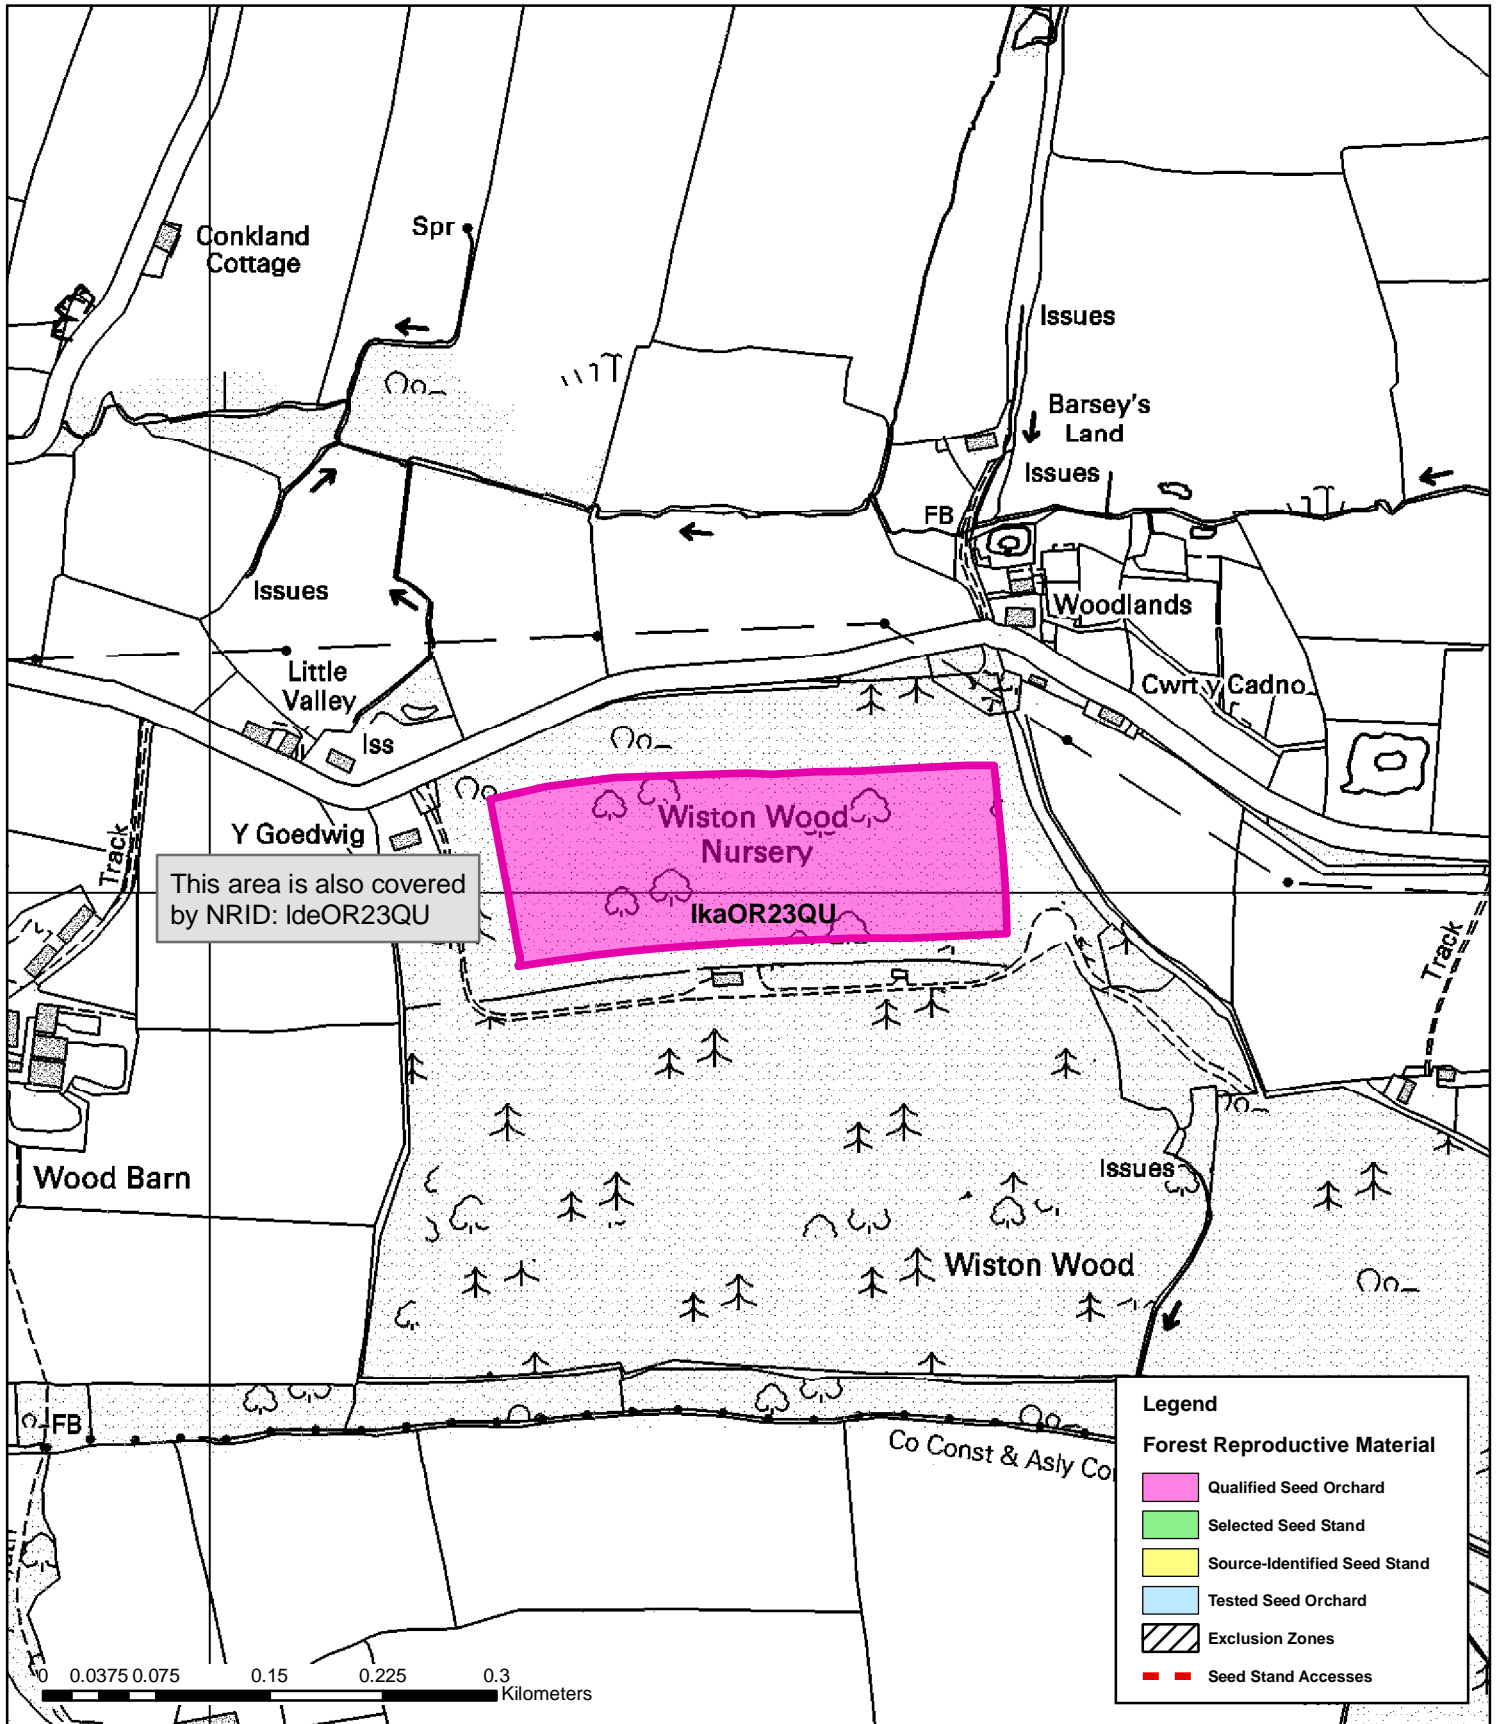 Conkland
Cottage
Spr
Issues
Barsey's
Land
Issues
FB
Issues
Woodlands
Little
Valley
Cwrt y Cadno
Iss
Track
Y Goedwig
Wiston Wood
Nursery
This area is also covered
by NRID: ldeOR23QU
lkaOR23QU
Track
Wood Barn
Issues
Wiston Wood
FB
Co Const & Asly Co
Legend
Forest Reproductive Material
Qualified Seed Orchard
Selected Seed Stand
Source-Identified Seed Stand
Tested Seed Orchard
Exclusion Zones
Seed Stand Accesses
0 0.0375 0.075 0.15 0.225 0.3
Kilometers